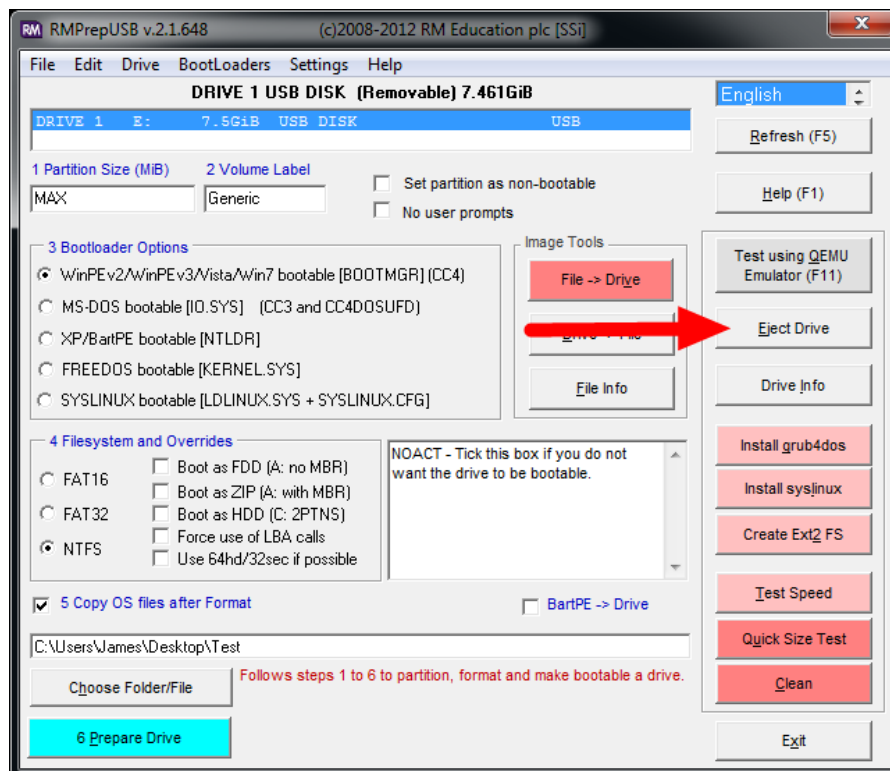 RM RMPrepUSB v.2.1.648 (c)2008-2012 RM Education plc [SSi]
File Edit Drive BootLoaders Settings Help
DRIVE 1 USB DISK (Removable) 7.461GiB
English
DRIVE 1 E: 7.5GiB USB DISK USB
Refresh (F5)
1 Partition Size (MiB) 2 Volume Label
MAX Generic
Set partition as non-bootable
No user prompts
Help (F1)
3 Bootloader Options
WinPEv2/WinPEv3/Vista/Win7 bootable [BOOTMGR] (CC4)
MS-DOS bootable [IO.SYS] (CC3 and CC4DOSUFD)
XP/BartPE bootable [NTLDR]
FREEDOS bootable [KERNEL.SYS]
SYSLINUX bootable [LDLINUX.SYS + SYSLINUX.CFG]
Image Tools
File -> Drive
File Info
Test using QEMU
Emulator (F11)
Eject Drive
Drive Info
4 Filesystem and Overrides
FAT16
FAT32
NTFS
Boot as FDD (A: no MBR)
Boot as ZIP (A: with MBR)
Boot as HDD (C: 2PTNS)
Force use of LBA calls
Use 64hd/32sec if possible
NOACT - Tick this box if you do not
want the drive to be bootable.
Install grub4dos
Install syslinux
Create Ext2 FS
Test Speed
Quick Size Test
Clean
5 Copy OS files after Format
BartPE -> Drive
C:\Users\James\Desktop\Test
Choose Folder/File
Follows steps 1 to 6 to partition, format and make bootable a drive.
6 Prepare Drive
Exit